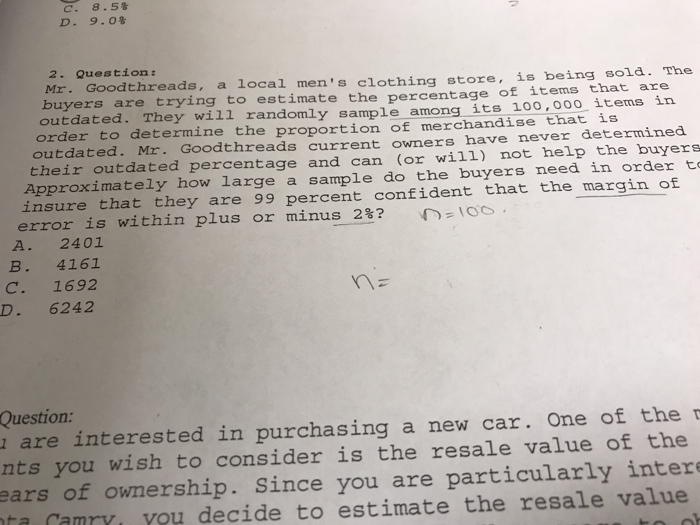 C. 8.5%
D. 9.0%
2. Question:
Mr. Goodthreads, a local men's clothing store, is being sold. The
buyers are trying to estimate the percentage of items that are
outdated. They will randomly sample among its 100,000 items in
order to determine the proportion of merchandise that is
outdated. Mr. Goodthreads current owners have never determined
their outdated percentage and can (or will) not help the buyers
Approximately how large a sample do the buyers need in order to
insure that they are 99 percent confident that the margin of
error is within plus or minus 2%? n=100.
A. 2401
B. 4161
C. 1692
D. 6242
n=
Question:
are interested in purchasing a new car. One of the
nts you wish to consider is the resale value of the
ears of ownership. Since you are particularly intere
ta Camry, you decide to estimate the resale value